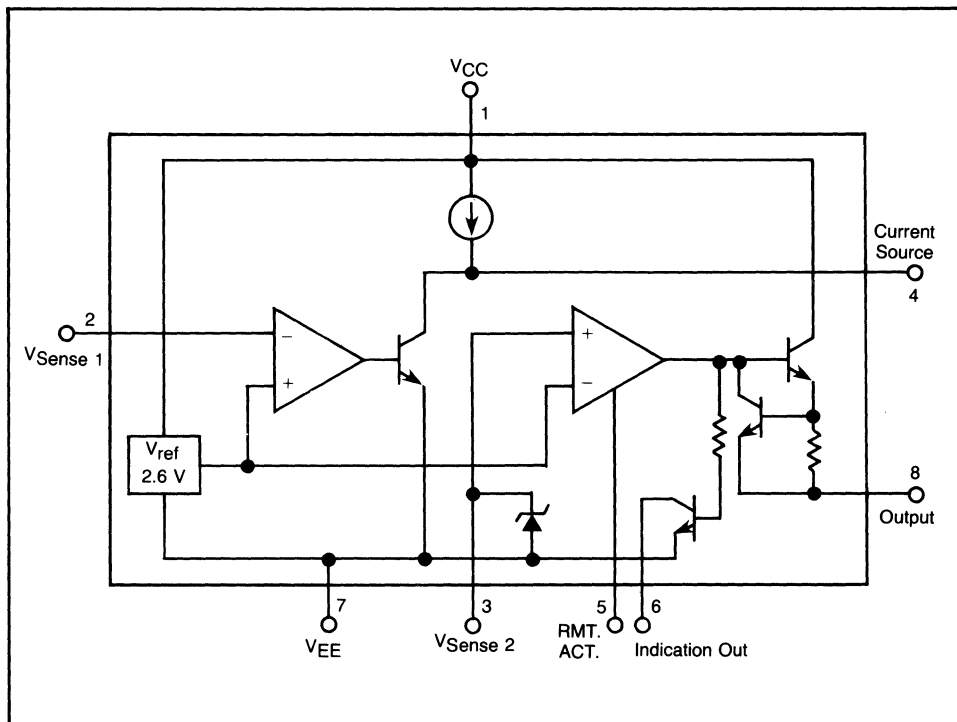 VCC
1
Current
Source
4
2
VSense 1
−
+
+
−
Vref
2.6 V
8
Output
7
VEE
3
VSense 2
5
RMT.
ACT.
6
Indication Out